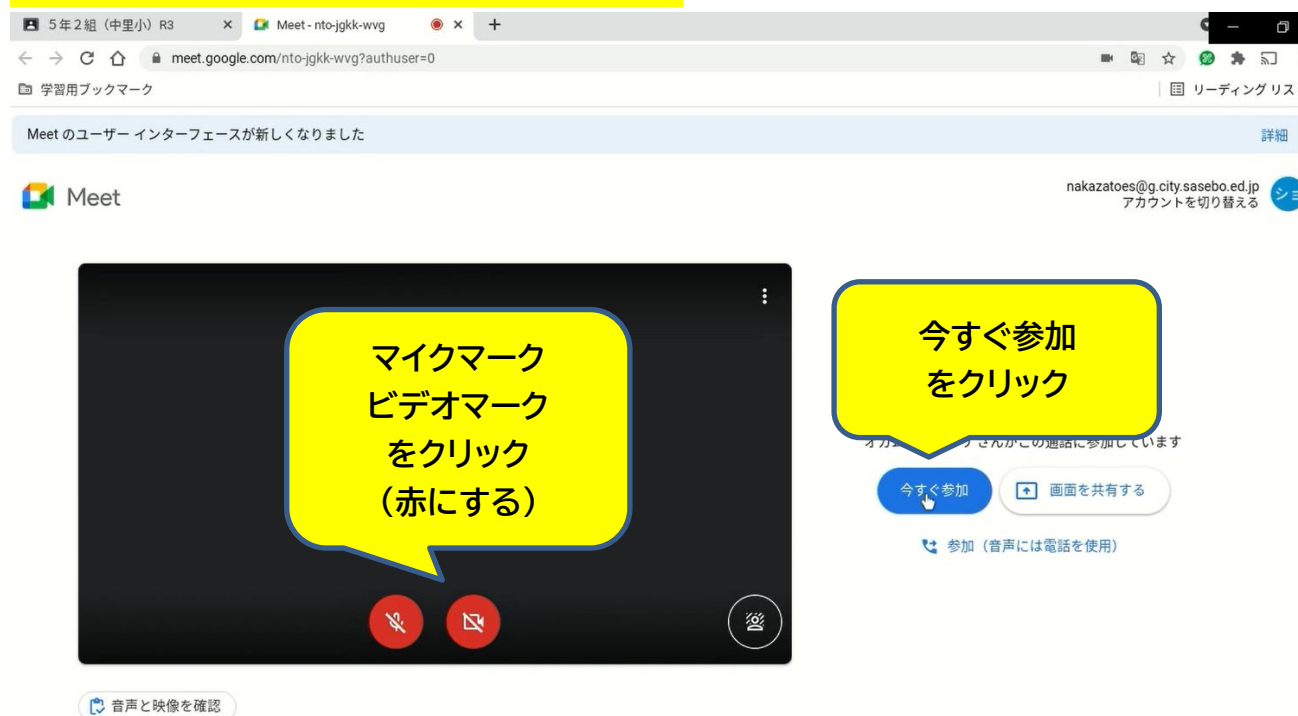 5年2組（中里小）R3
Meet - nto-jgkk-wvg
meet.google.com/nto-jgkk-wvg?authuser=0
学習用ブックマーク
リーディング リス
Meet のユーザー インターフェースが新しくなりました
詳細
Meet
nakazatoes@g.city.sasebo.ed.jp
アカウントを切り替える
マイクマーク
ビデオマーク
をクリック
（赤にする）
今すぐ参加
をクリック
さんがこの通話に参加しています
今すぐ参加
画面を共有する
参加（音声には電話を使用）
音声と映像を確認